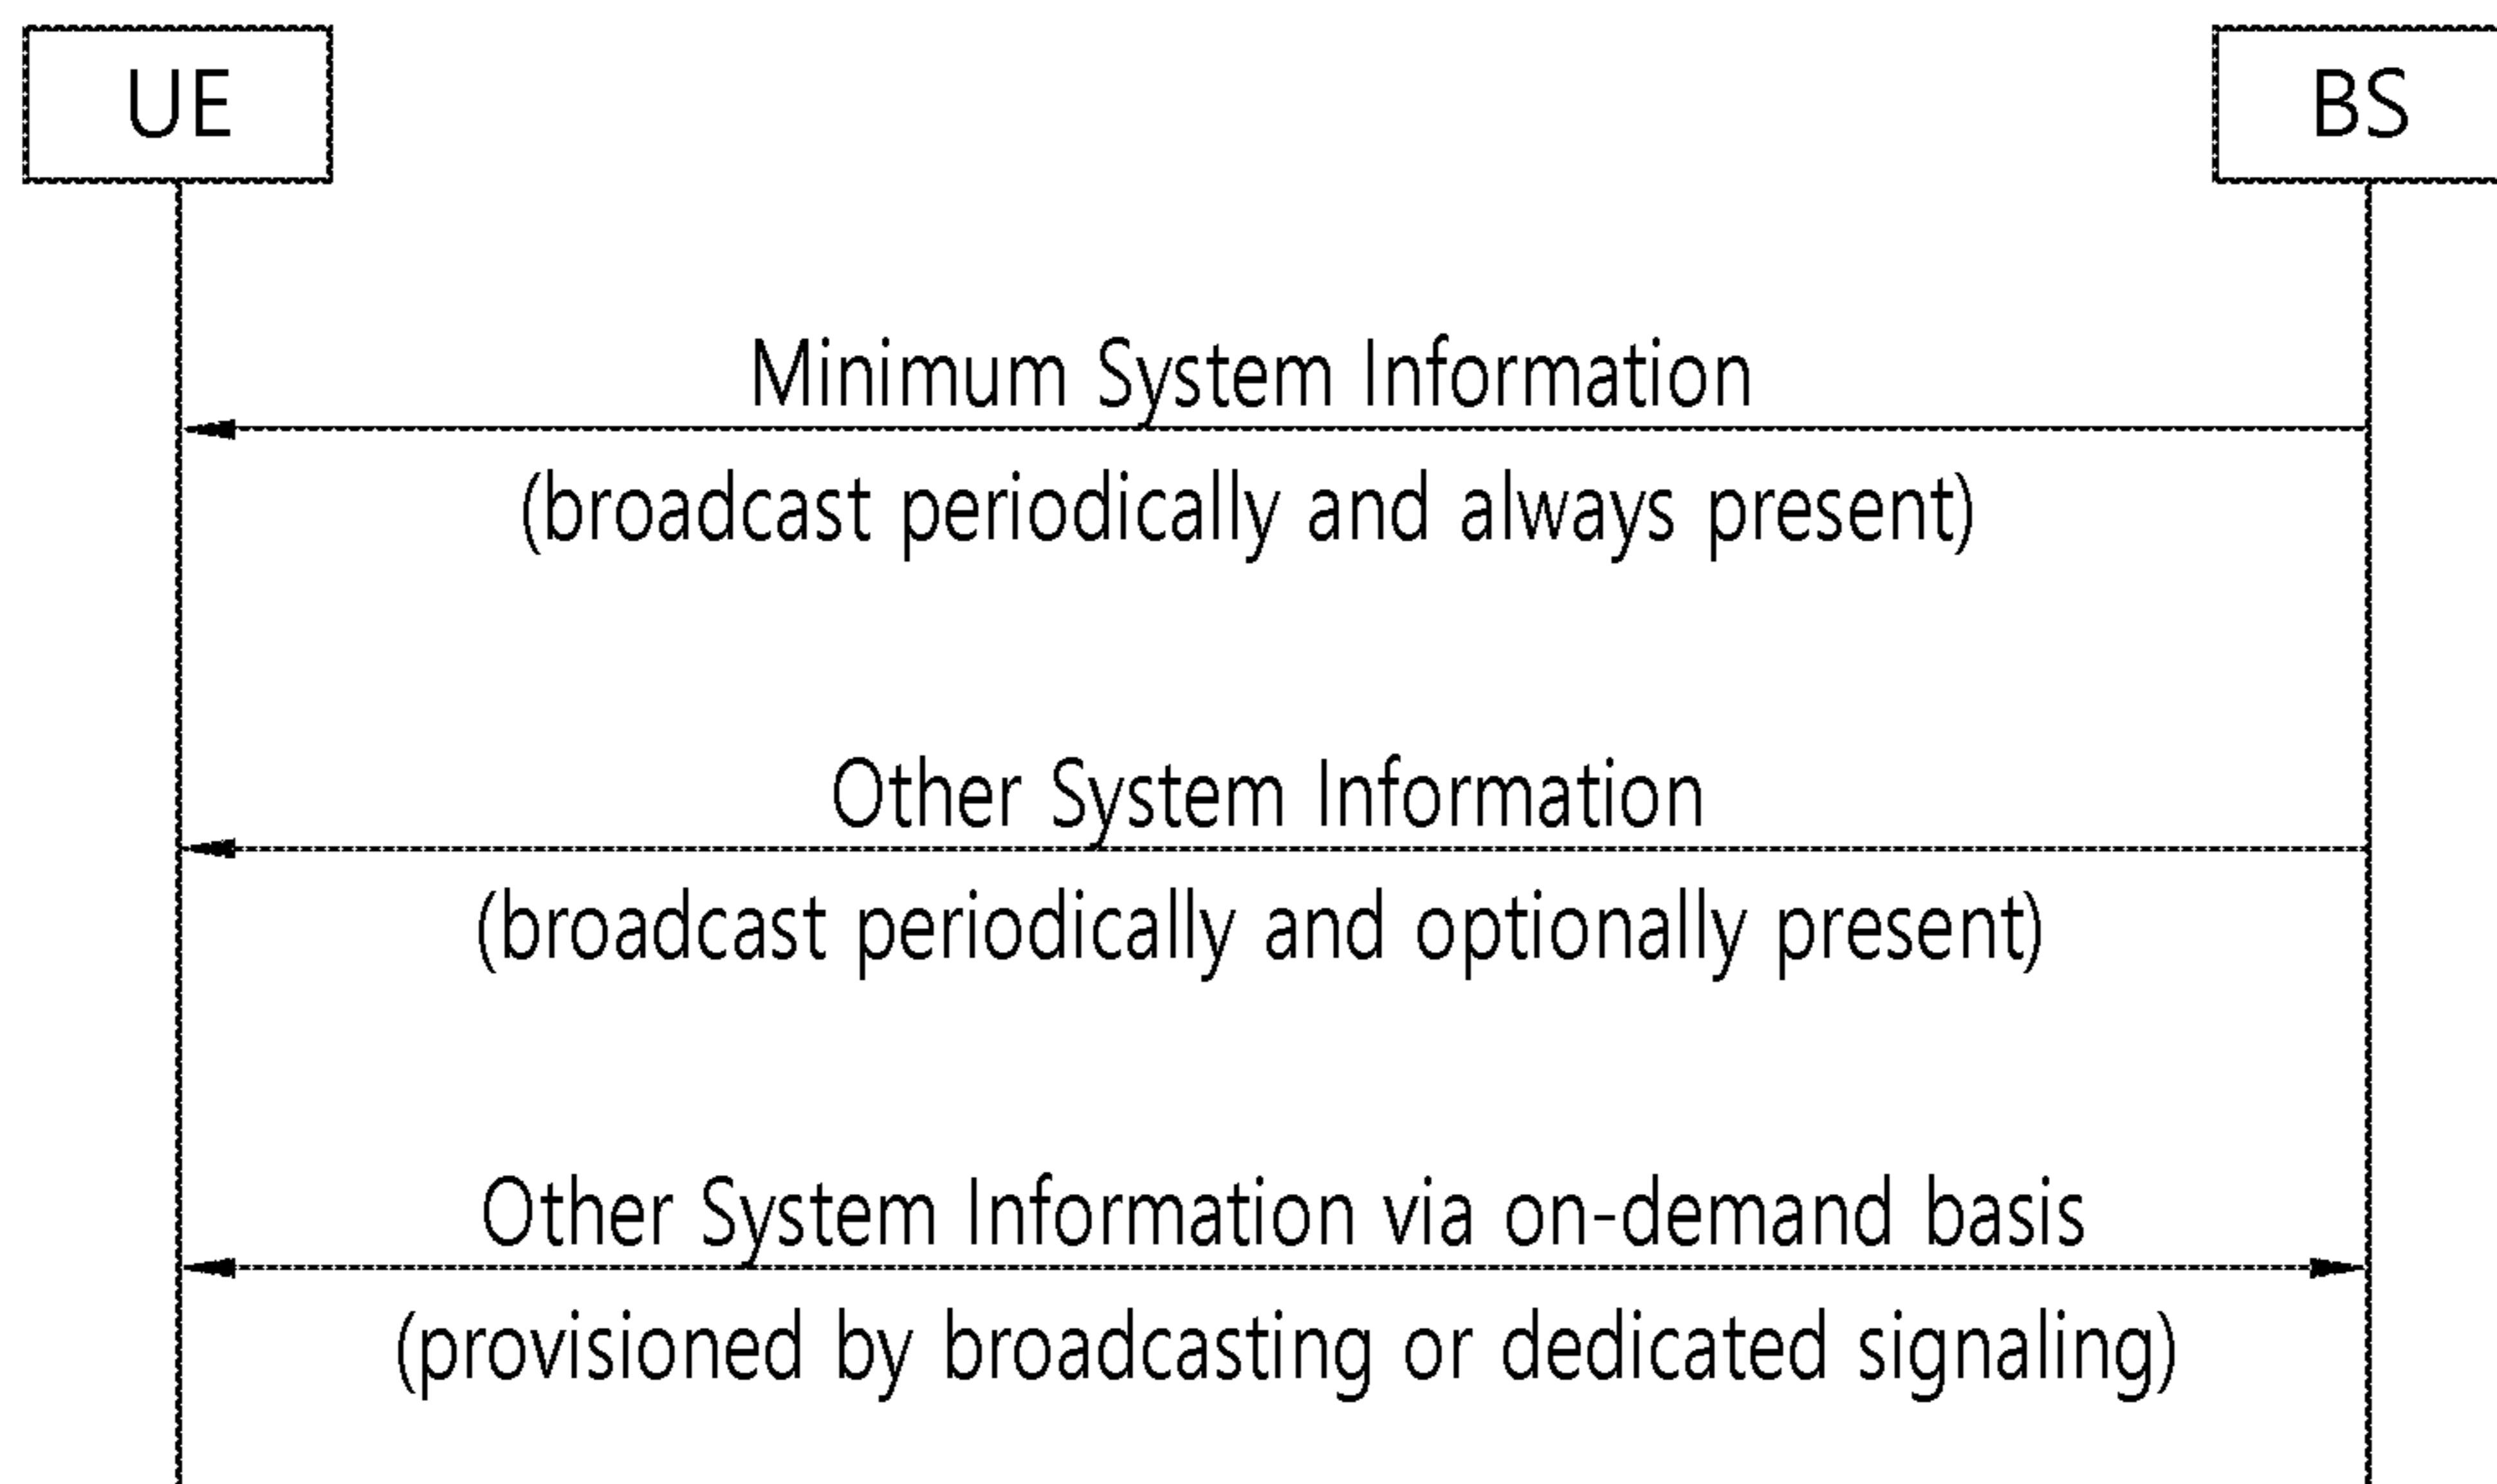 UE
BS
Minimum System Information
(broadcast periodically and always present)
Other System Information
(broadcast periodically and optionally present)
Other System Information via on-demand basis
(provisioned by broadcasting or dedicated signaling)